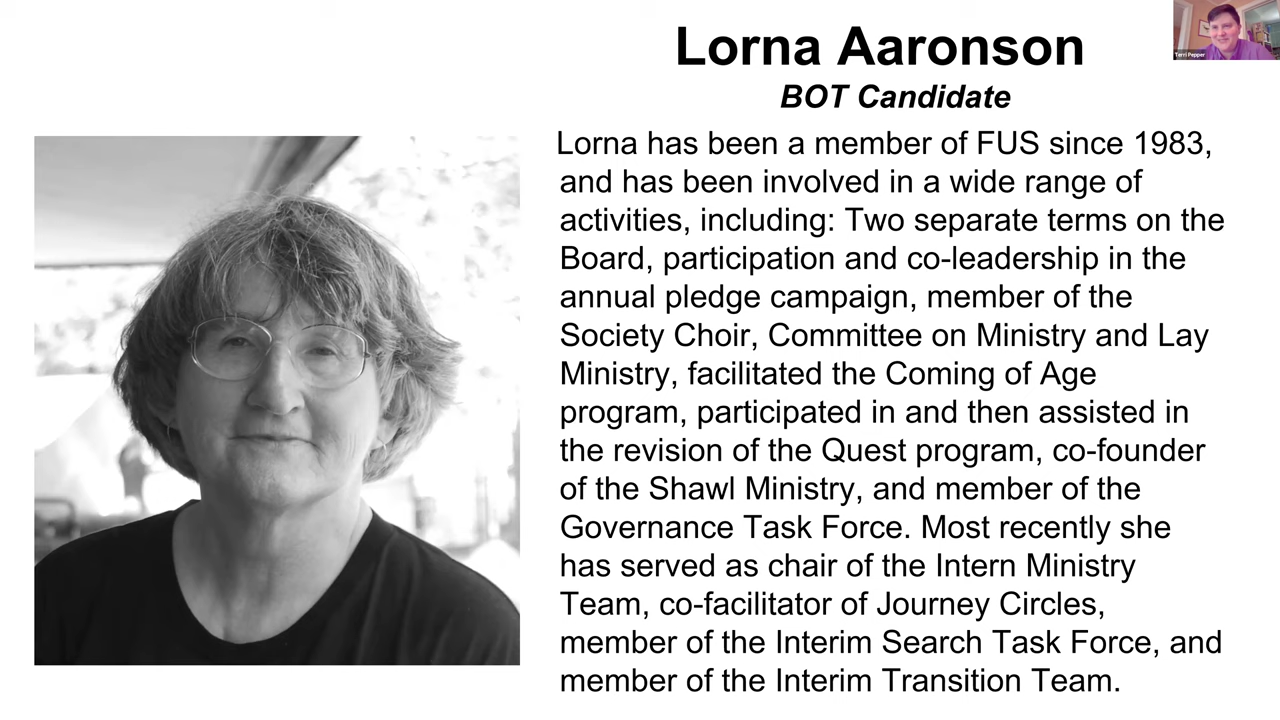 Lorna Aaronson
BOT Candidate
Lorna has been a member of FUS since 1983,
and has been involved in a wide range of
activities, including: Two separate terms on the
Board, participation and co-leadership in the
annual pledge campaign, member of the
Society Choir, Committee on Ministry and Lay
Ministry, facilitated the Coming of Age
program, participated in and then assisted in
the revision of the Quest program, co-founder
of the Shawl Ministry, and member of the
Governance Task Force. Most recently she
has served as chair of the Intern Ministry
Team, co-facilitator of Journey Circles,
member of the Interim Search Task Force, and
member of the Interim Transition Team.
Terri Pepper